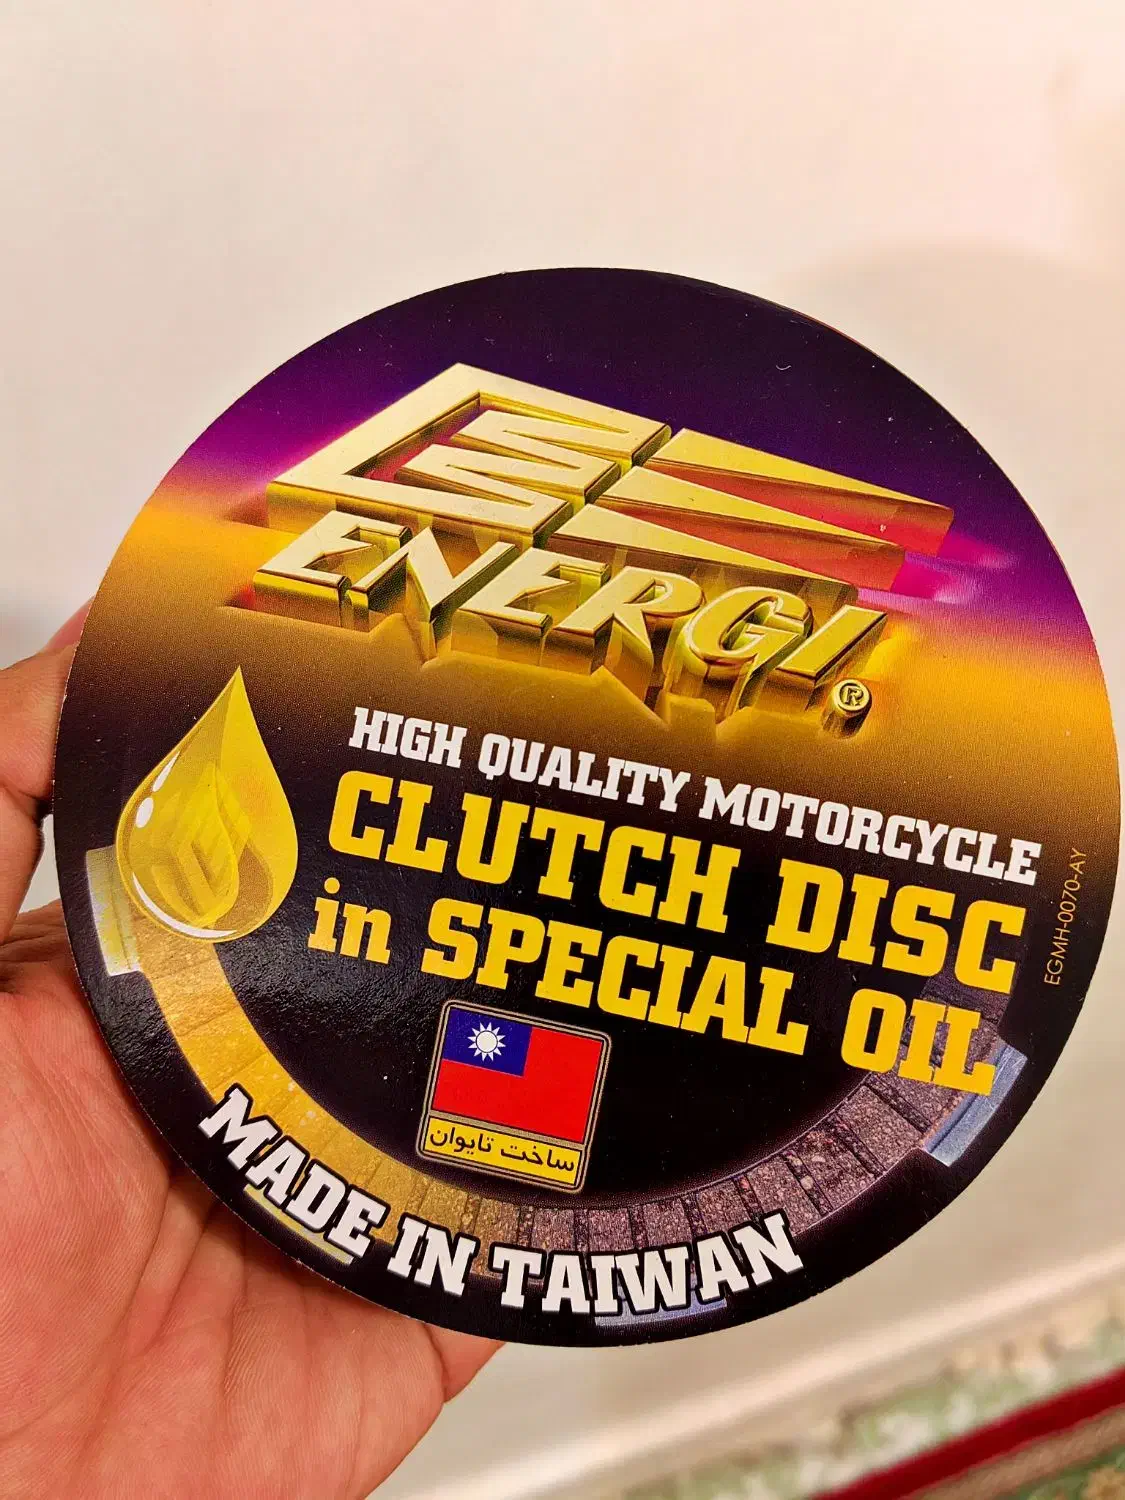 ENERGI
®
HIGH QUALITY MOTORCYCLE
CLUTCH DISC
in SPECIAL OIL
EGMH-0070-AY
ساخت تایوان
MADE IN TAIWAN